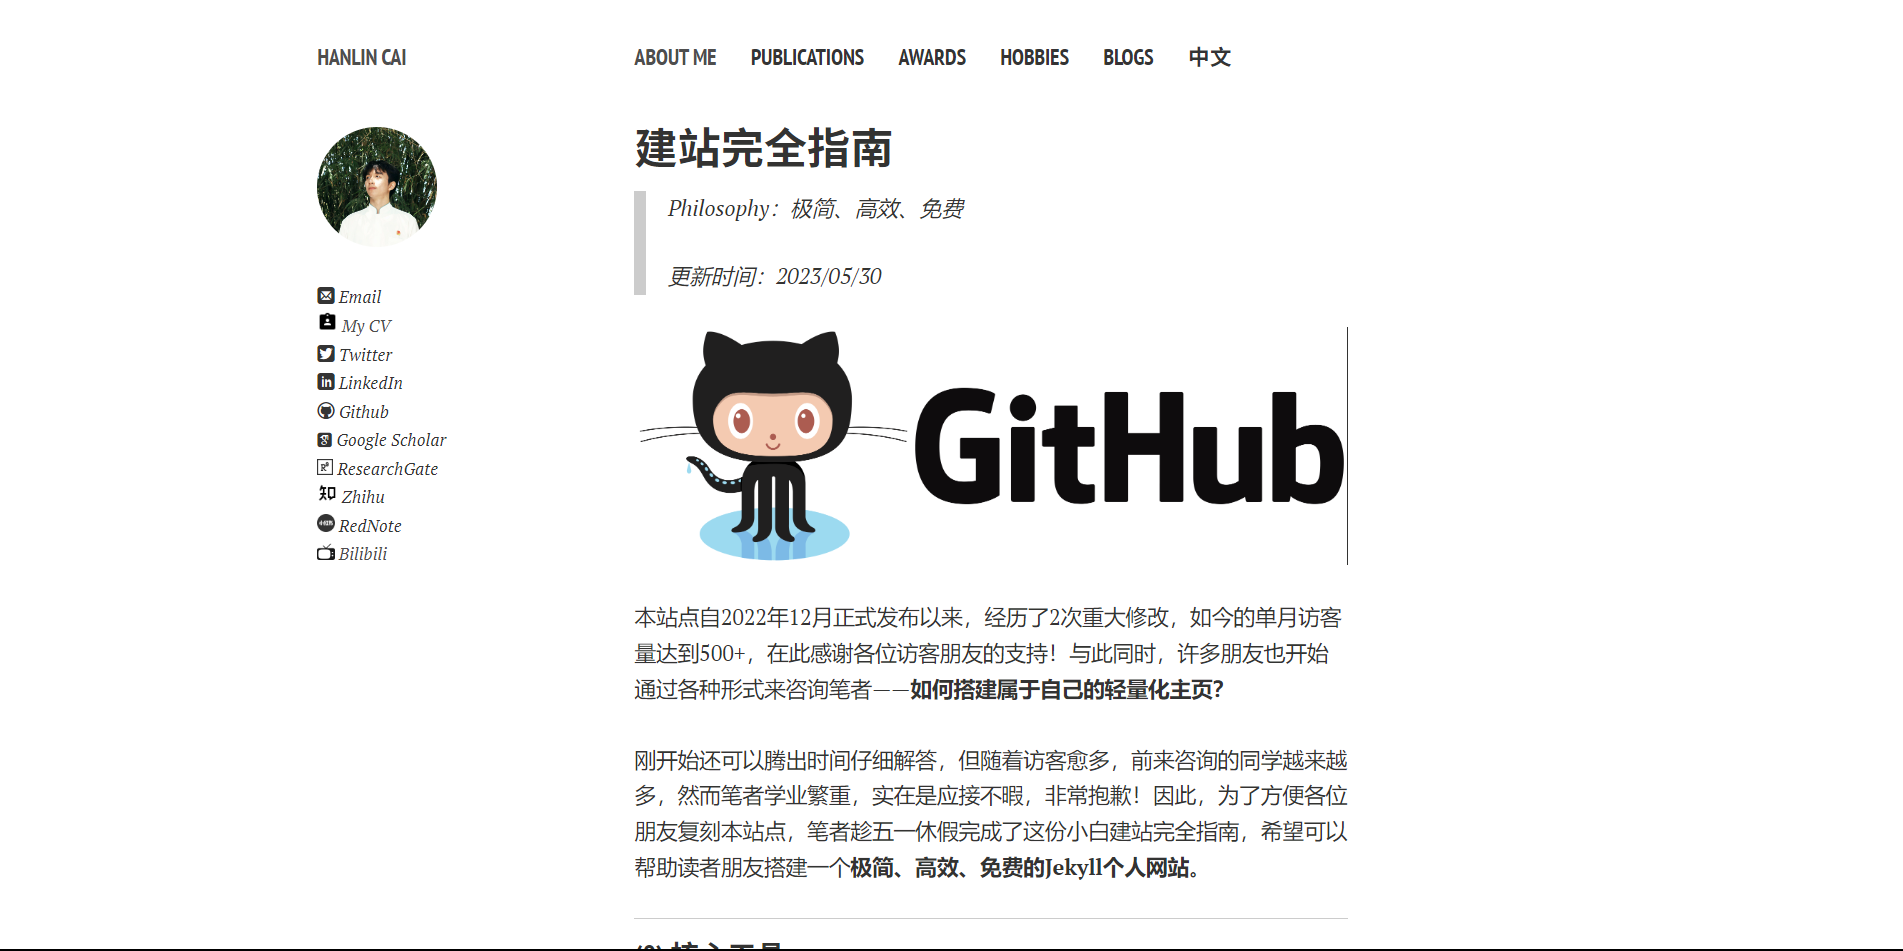 HANLIN CAI
ABOUT ME PUBLICATIONS AWARDS HOBBIES BLOGS 中文
Email
My CV
Twitter
LinkedIn
Github
Google Scholar
ResearchGate
知 Zhihu
RedNote
Bilibili
建站完全指南
Philosophy：极简、高效、免费
更新时间：2023/05/30
GitHub
本站点自2022年12月正式发布以来，经历了2次重大修改，如今的单月访客
量达到500+，在此感谢各位访客朋友的支持！与此同时，许多朋友也开始
通过各种形式来咨询笔者——如何搭建属于自己的轻量化主页？
刚开始还可以腾出时间仔细解答，但随着访客愈多，前来咨询的同学越来越
多，然而笔者学业繁重，实在是应接不暇，非常抱歉！因此，为了方便各位
朋友复刻本站点，笔者趁五一休假完成了这份小白建站完全指南，希望可以
帮助读者朋友搭建一个极简、高效、免费的Jekyll个人网站。